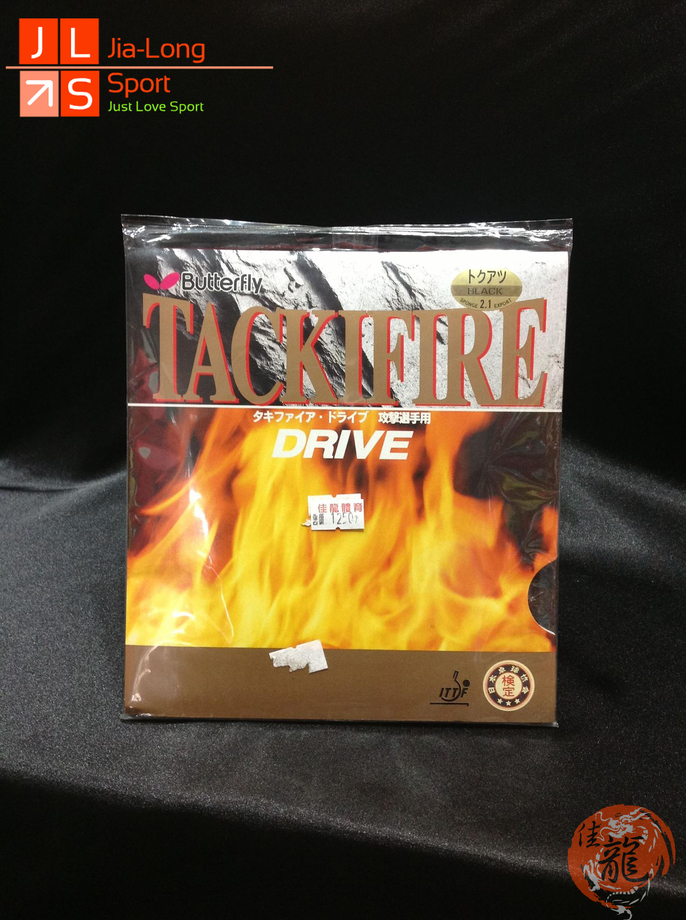 JL
Jia-Long
S
Sport
Just Love Sport
Butterfly
トクアツ
BLACK
SPONGE 2.1 EXPORT
TACKIFIRE
タキファイア・ドライブ 攻撃選手用
DRIVE
佳龍體育
1250
ITTF
検定
佳龍